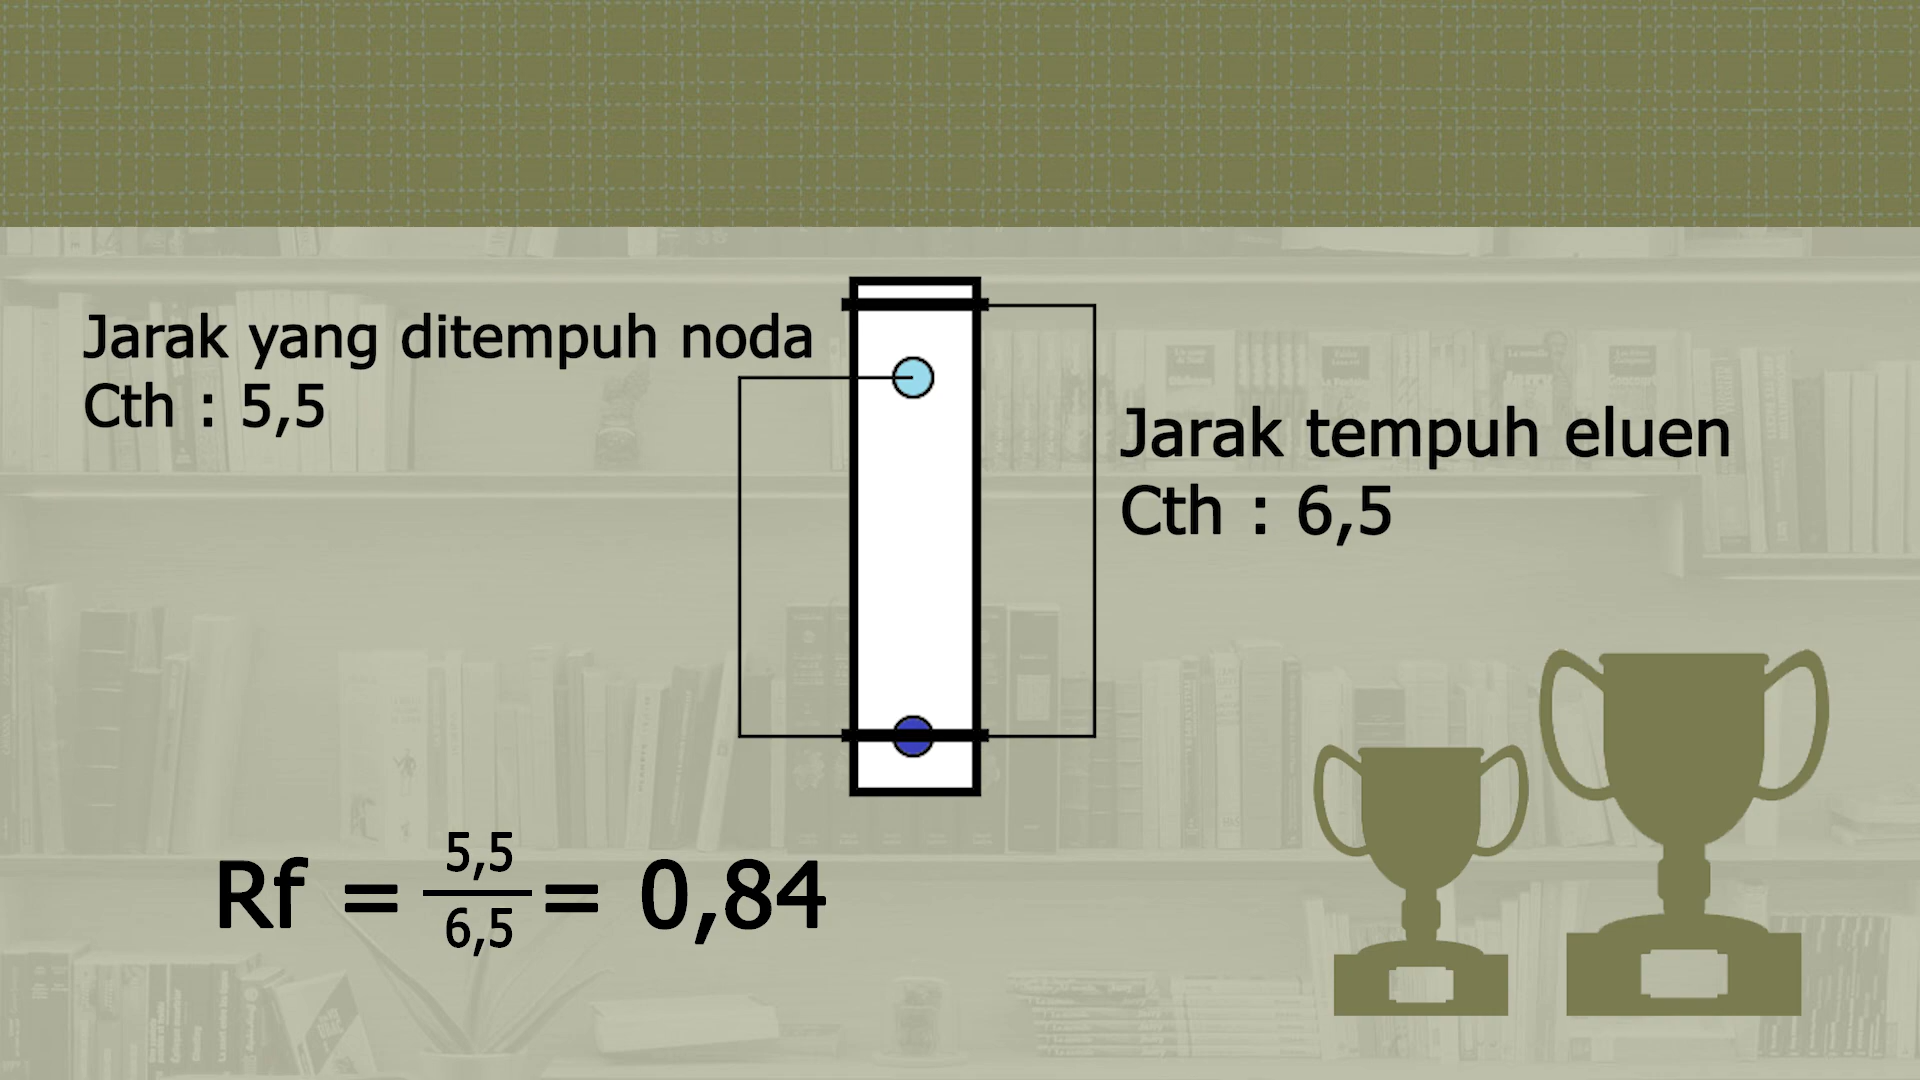 Jarak yang ditempuh noda
Cth : 5,5
Jarak tempuh eluen
Cth : 6,5
Rf = 5,5 / 6,5 = 0,84